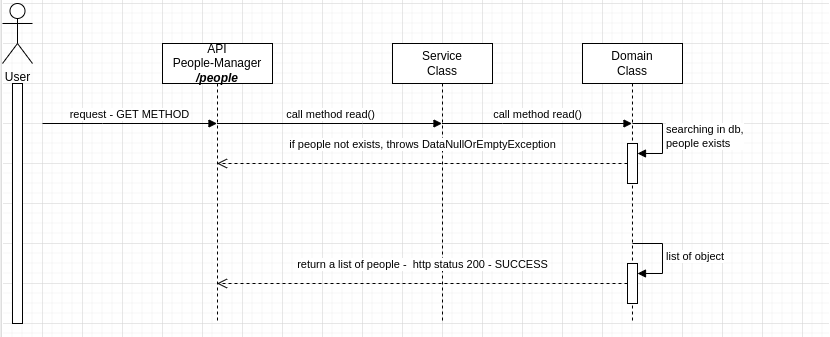 User
API
People-Manager
/people
Service
Class
Domain
Class
request - GET METHOD
call method read()
call method read()
searching in db,
people exists
if people not exists, throws DataNullOrEmptyException
list of object
return a list of people -  http status 200 - SUCCESS